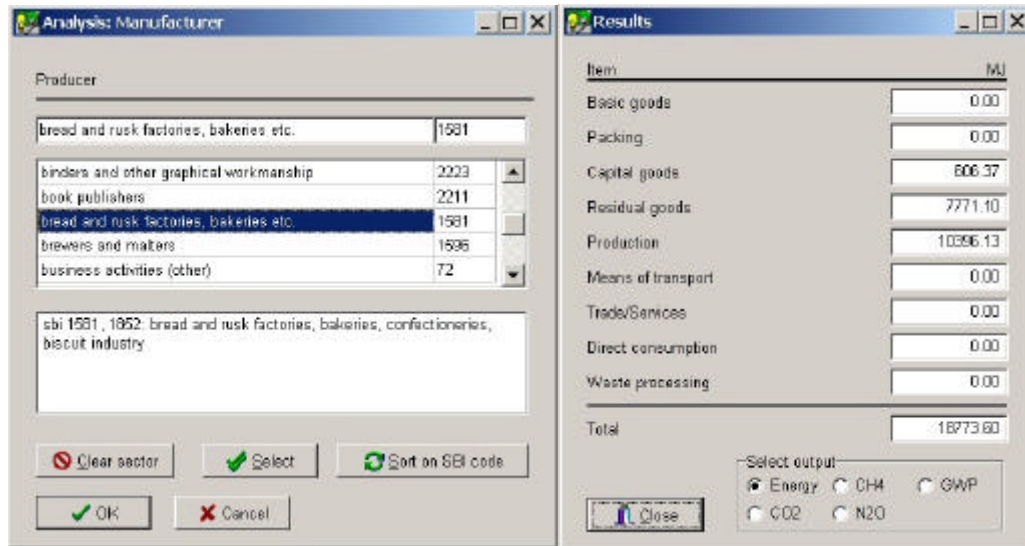 Analysis: Manufacturer
Producer
bread and rusk factories, bakeries etc. 1581
binders and other graphical workmanship 2223
book publishers 2211
bread and rusk factories, bakeries etc. 1581
brewers and malters 1596
business activities (other) 72
sbi 1581, 1852: bread and rusk factories, bakeries, confectioneries,
biscuit industry
Clear sector Select Sort on SBI code
OK Cancel
Results
Item MJ
Basic goods 0.00
Packing 0.00
Capital goods 606.37
Residual goods 7771.10
Production 10396.13
Means of transport 0.00
Trade/Services 0.00
Direct consumption 0.00
Waste processing 0.00
Total 18773.60
Select output
Energy CH4 GWP
CO2 N2O
Close